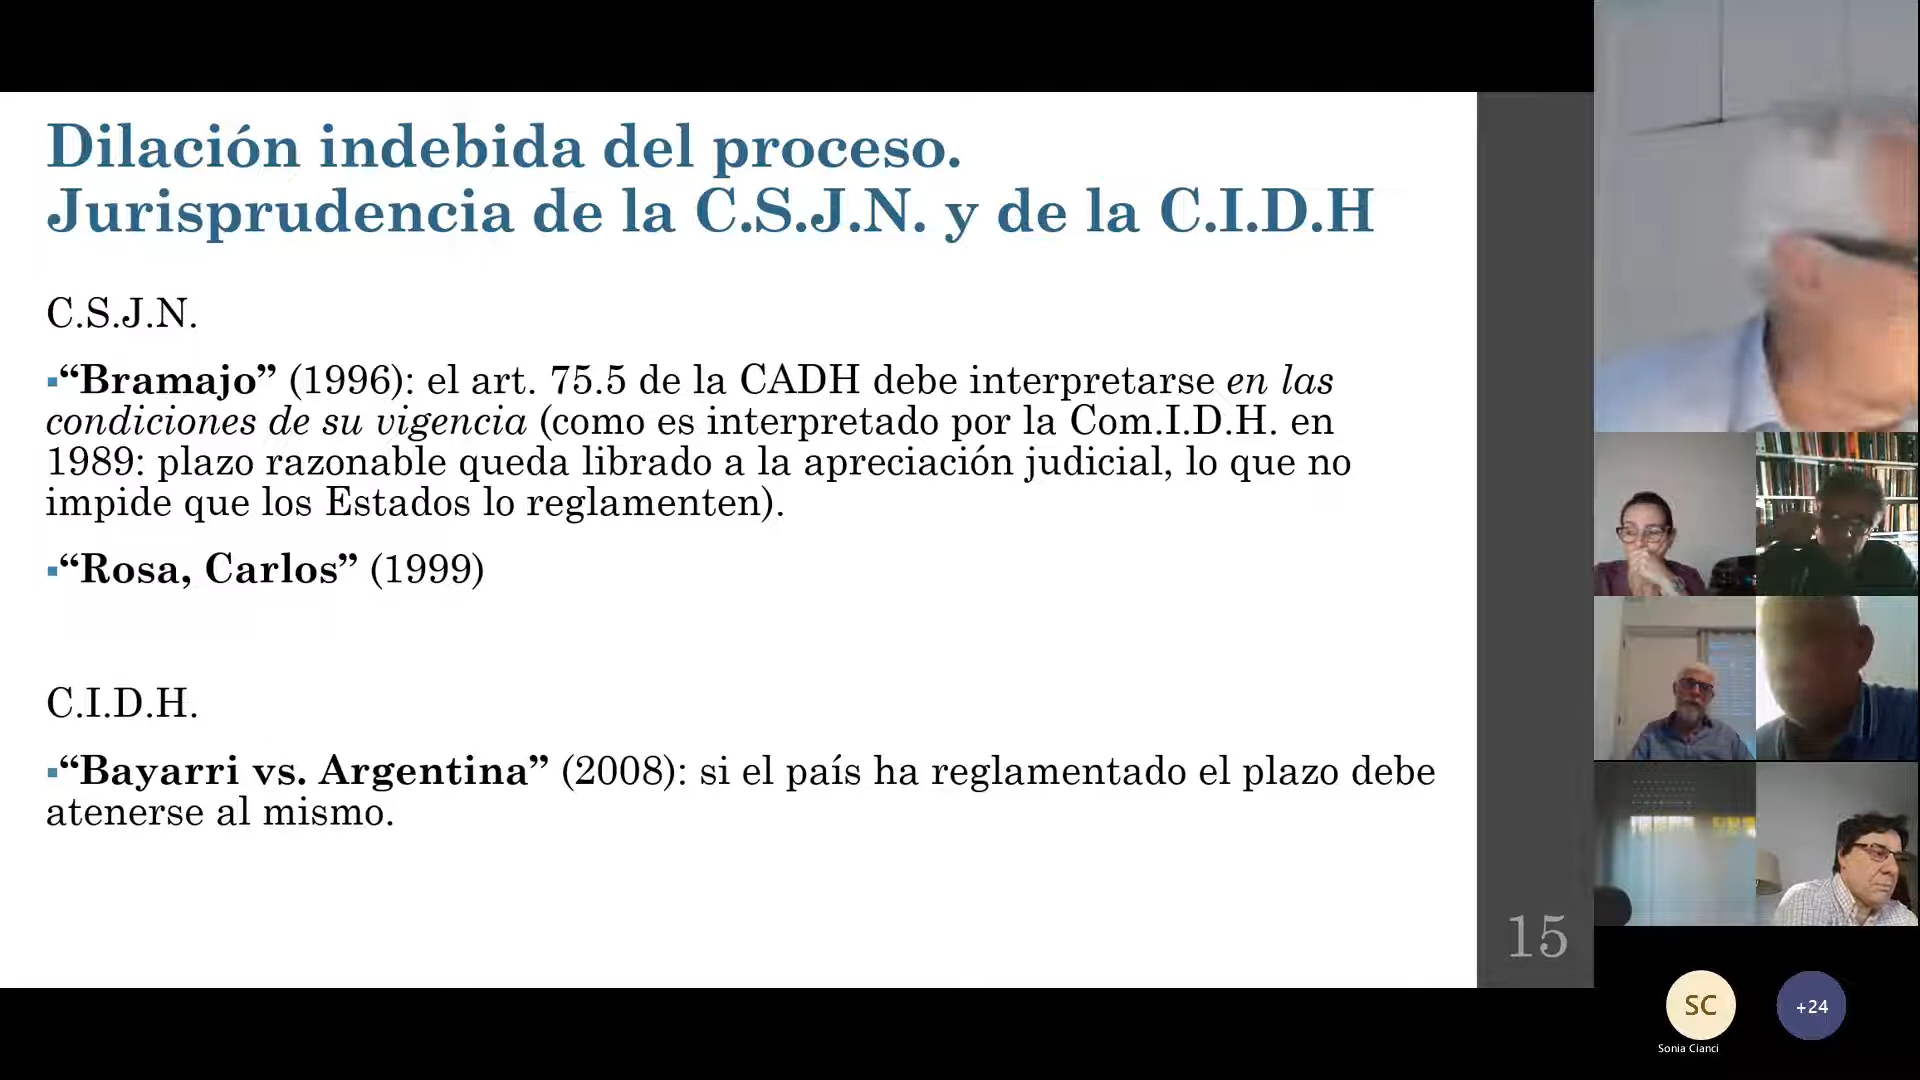 Dilación indebida del proceso.
Jurisprudencia de la C.S.J.N. y de la C.I.D.H
C.S.J.N.
▪“Bramajo” (1996): el art. 75.5 de la CADH debe interpretarse en las
condiciones de su vigencia (como es interpretado por la Com.I.D.H. en
1989: plazo razonable queda librado a la apreciación judicial, lo que no
impide que los Estados lo reglamenten).
▪“Rosa, Carlos” (1999)
C.I.D.H.
▪“Bayarri vs. Argentina” (2008): si el país ha reglamentado el plazo debe
atenerse al mismo.
15
SC
+24
Sonia Cianci